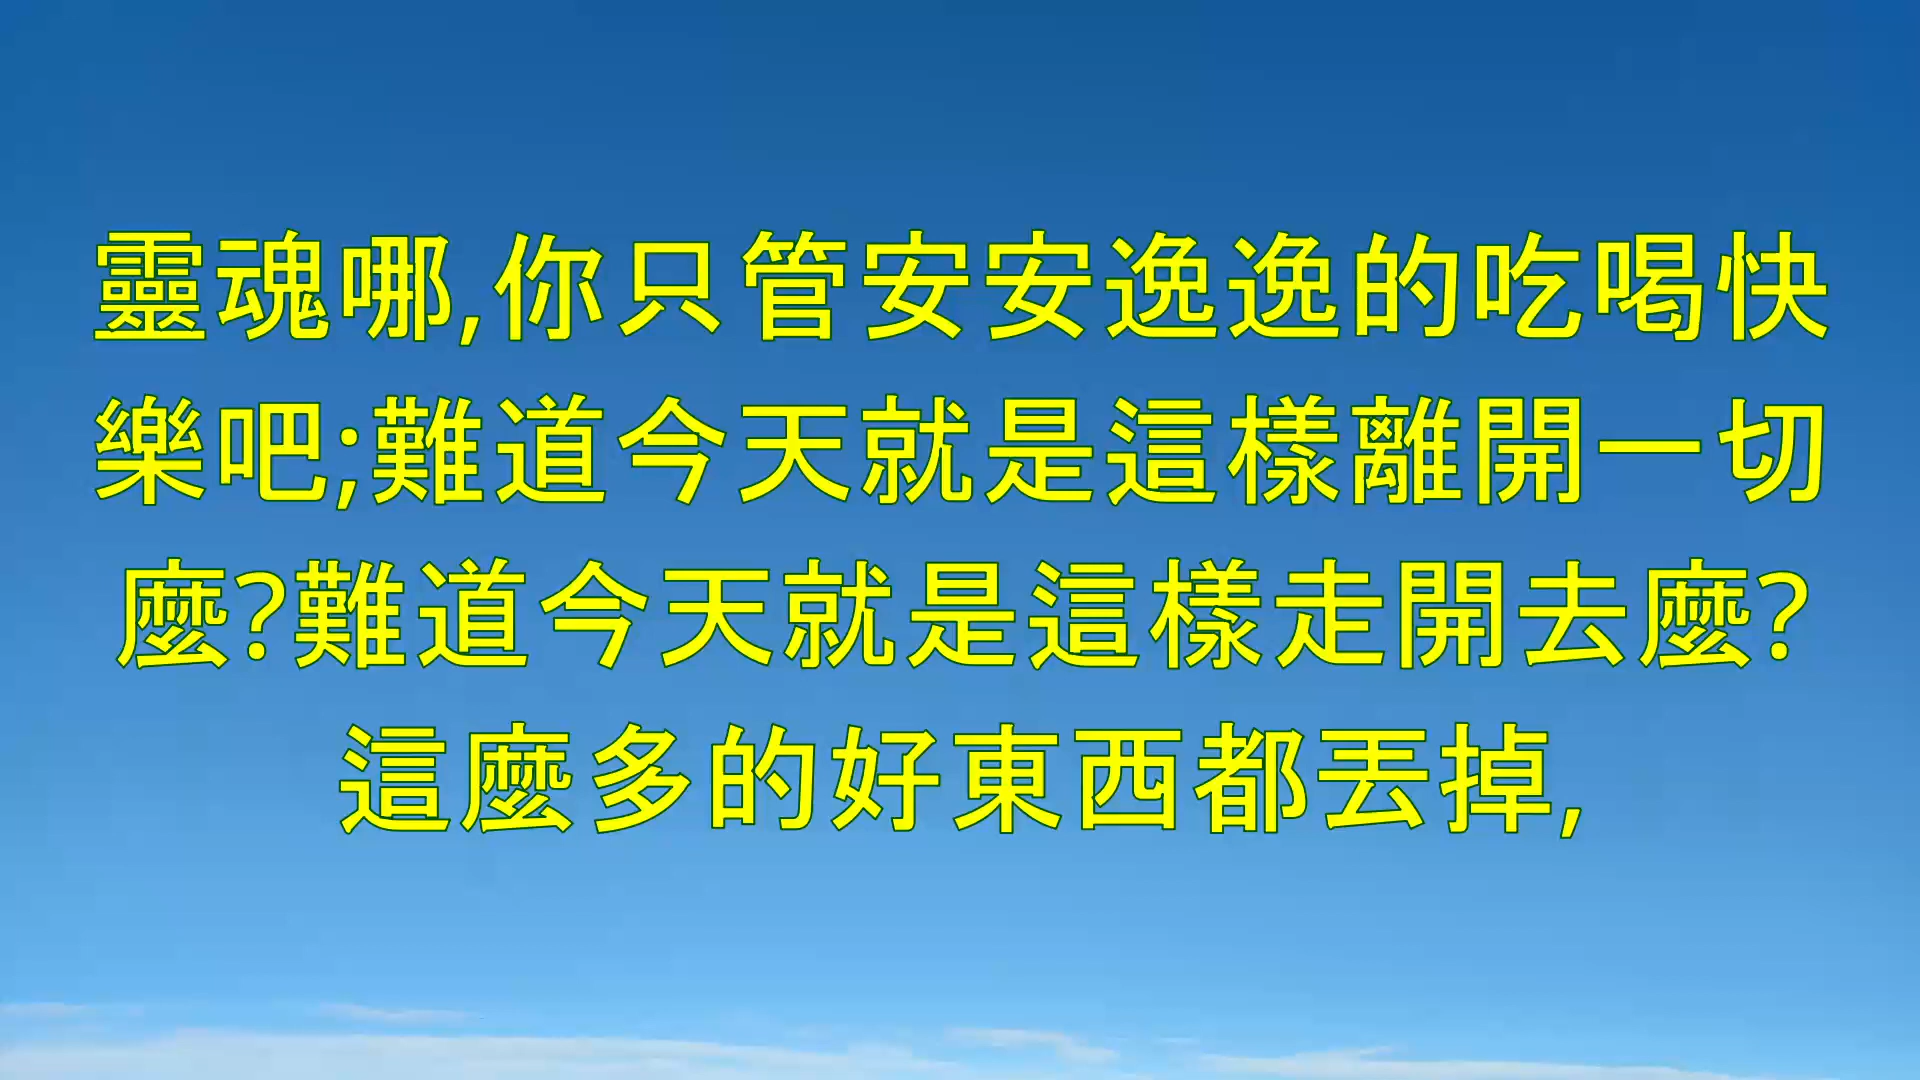 靈魂哪,你只管安安逸逸的吃喝快
樂吧;難道今天就是這樣離開一切
麼?難道今天就是這樣走開去麼?
這麼多的好東西都丟掉,